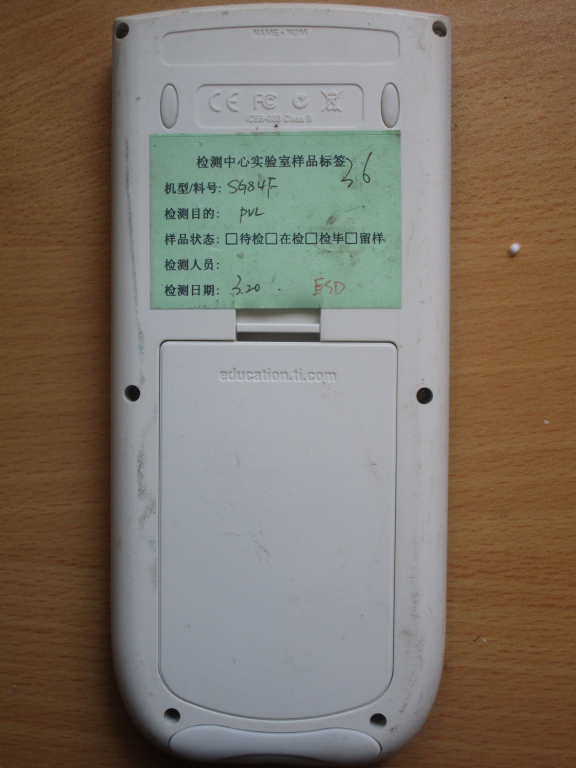 NAME - NOM
CE FC
ICES-003 Class B
检测中心实验室样品标签 36
机型/料号: SG84F
检测目的: PVL
样品状态: □待检□在检□检毕□留样
检测人员:
检测日期: 3.20 ESD
education.ti.com